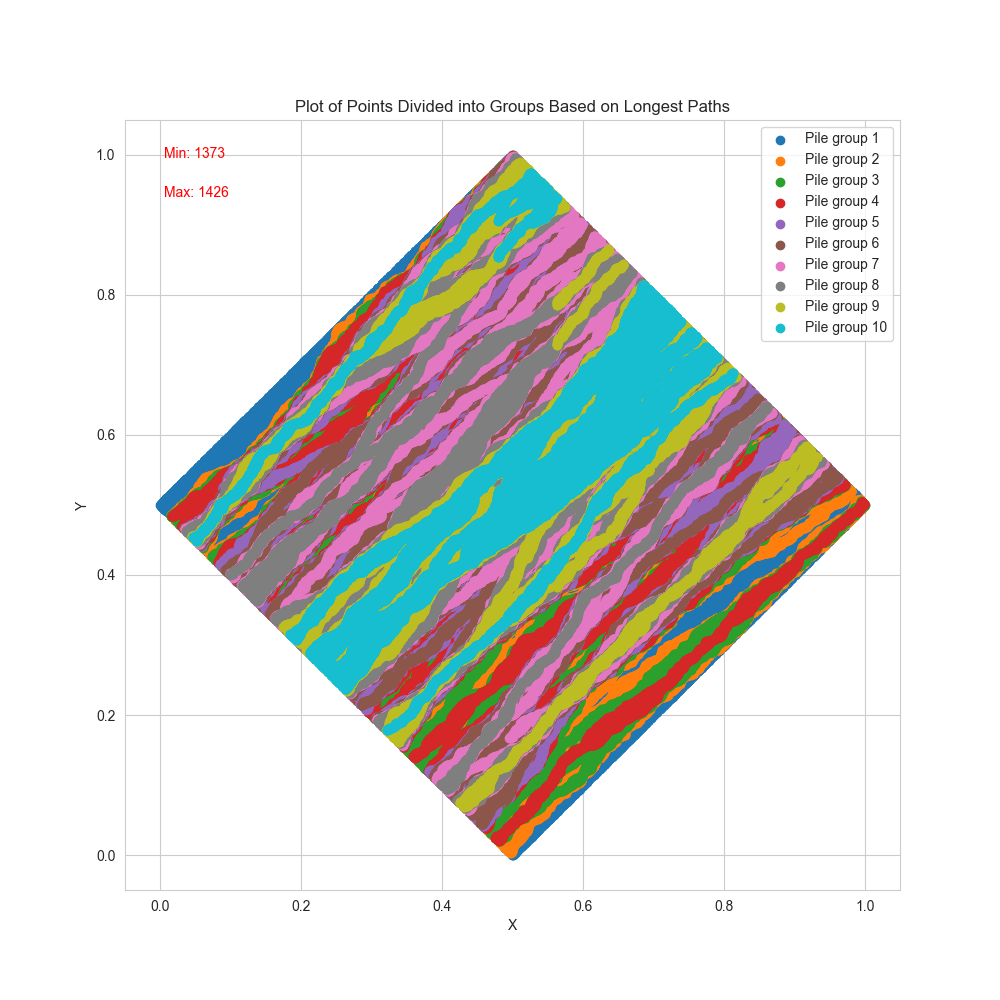 Plot of Points Divided into Groups Based on Longest Paths
Min: 1373
Max: 1426
Pile group 1
Pile group 2
Pile group 3
Pile group 4
Pile group 5
Pile group 6
Pile group 7
Pile group 8
Pile group 9
Pile group 10
1.0
0.8
0.6
0.4
0.2
0.0
Y
0.0 0.2 0.4 0.6 0.8 1.0
X